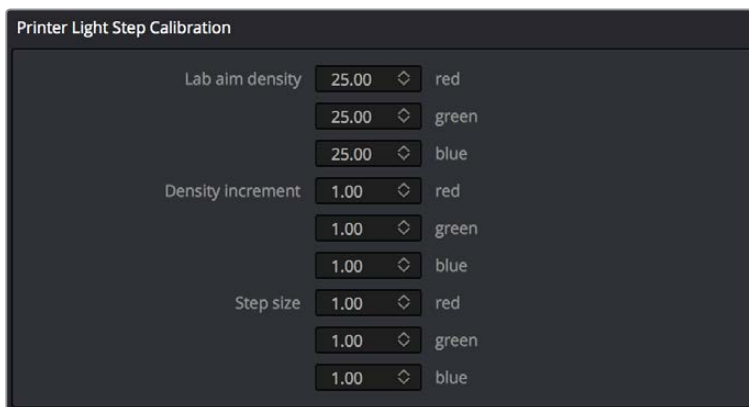 Printer Light Step Calibration
Lab aim density 25.00 red
25.00 green
25.00 blue
Density increment 1.00 red
1.00 green
1.00 blue
Step size 1.00 red
1.00 green
1.00 blue